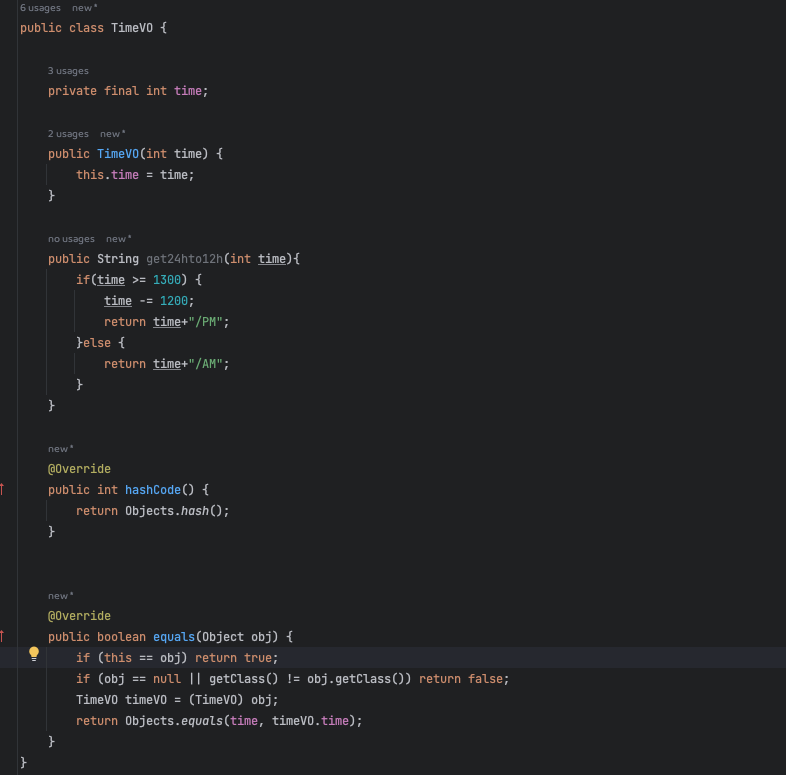 6 usages new *
public class TimeVO {
3 usages
private final int time;
2 usages new *
public TimeVO(int time) {
this.time = time;
}
no usages new *
public String get24hto12h(int time){
if(time >= 1300) {
time -= 1200;
return time+"/PM";
}else {
return time+"/AM";
}
}
new *
@Override
public int hashCode() {
return Objects.hash();
}
new *
@Override
public boolean equals(Object obj) {
if (this == obj) return true;
if (obj == null || getClass() != obj.getClass()) return false;
TimeVO timeVO = (TimeVO) obj;
return Objects.equals(time, timeVO.time);
}
}